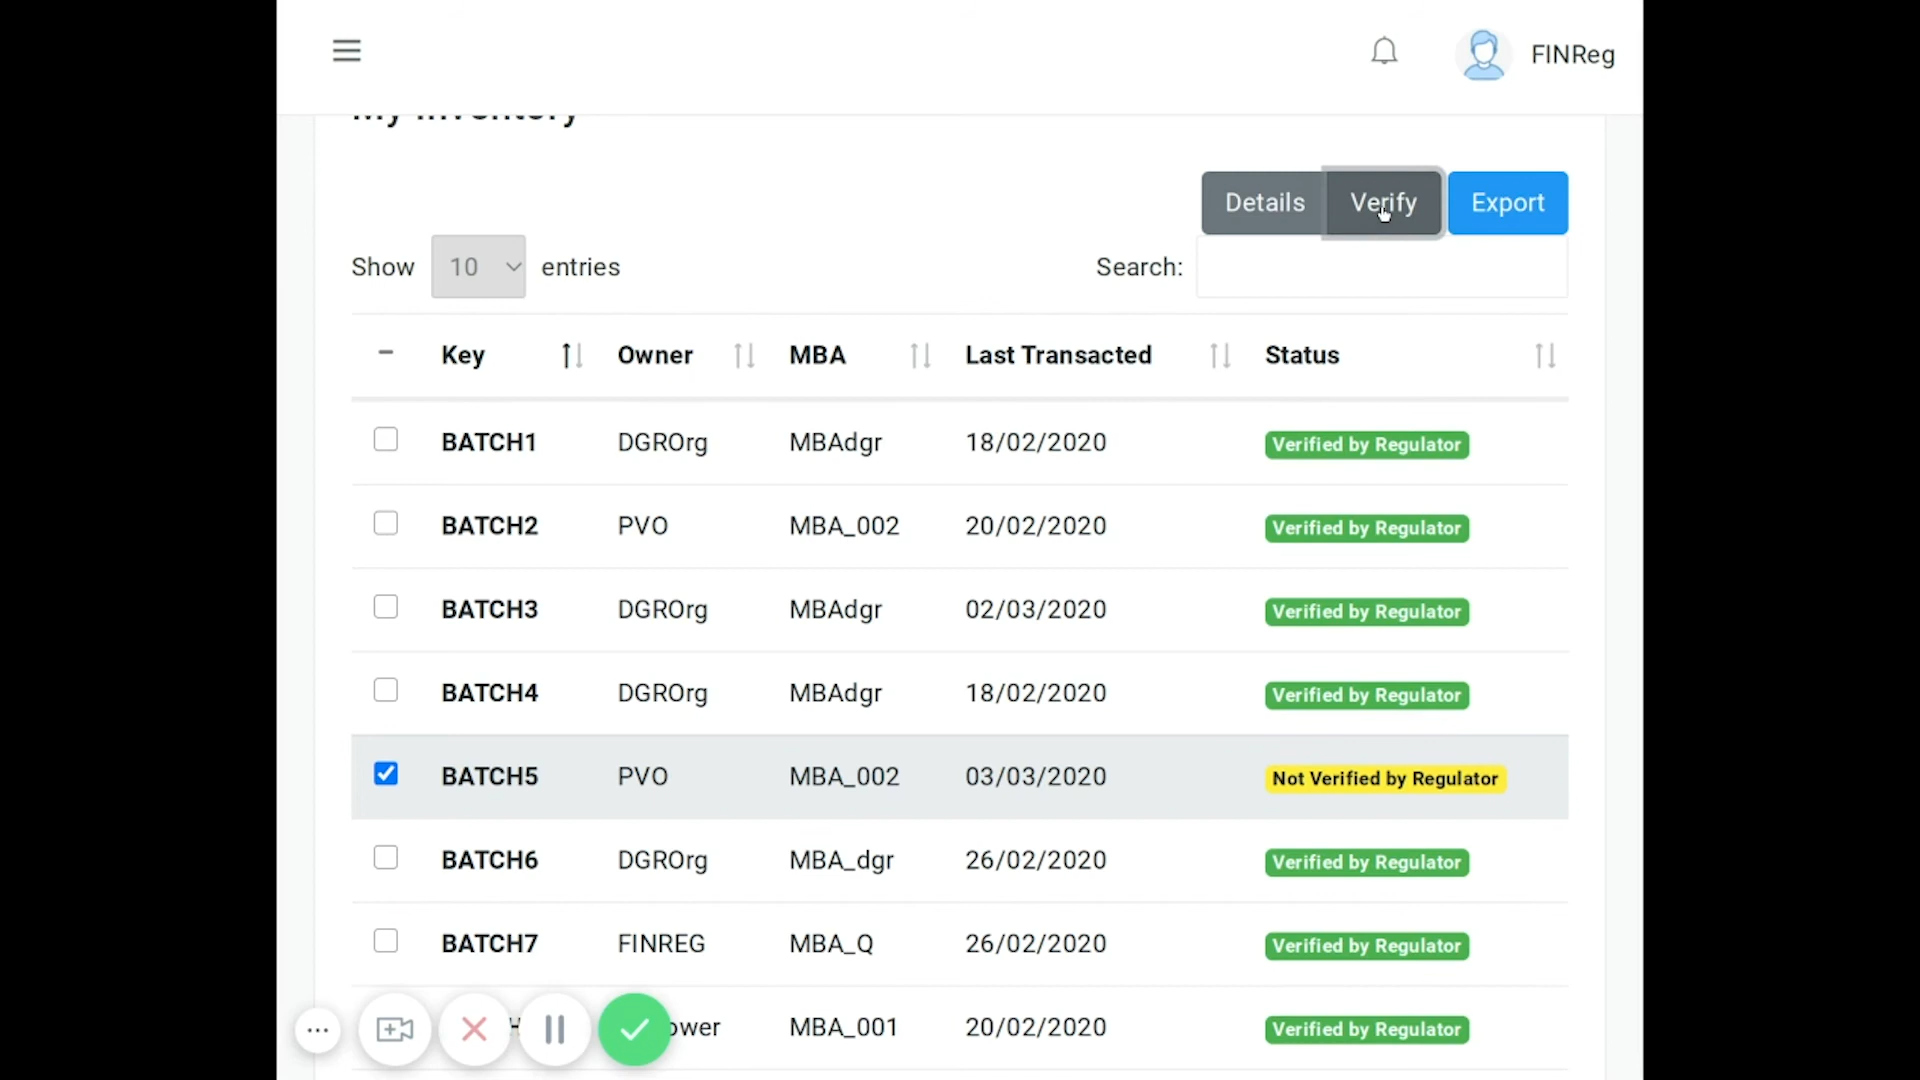 FINReg
My Inventory
Details Verify Export
Show 10 entries Search:
Key Owner MBA Last Transacted Status
BATCH1 DGROrg MBAdgr 18/02/2020 Verified by Regulator
BATCH2 PVO MBA_002 20/02/2020 Verified by Regulator
BATCH3 DGROrg MBAdgr 02/03/2020 Verified by Regulator
BATCH4 DGROrg MBAdgr 18/02/2020 Verified by Regulator
BATCH5 PVO MBA_002 03/03/2020 Not Verified by Regulator
BATCH6 DGROrg MBA_dgr 26/02/2020 Verified by Regulator
BATCH7 FINREG MBA_Q 26/02/2020 Verified by Regulator
MBA_001 20/02/2020 Verified by Regulator